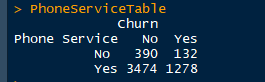 > PhoneServiceTable
Churn
Phone Service No Yes
No 390 132
Yes 3474 1278